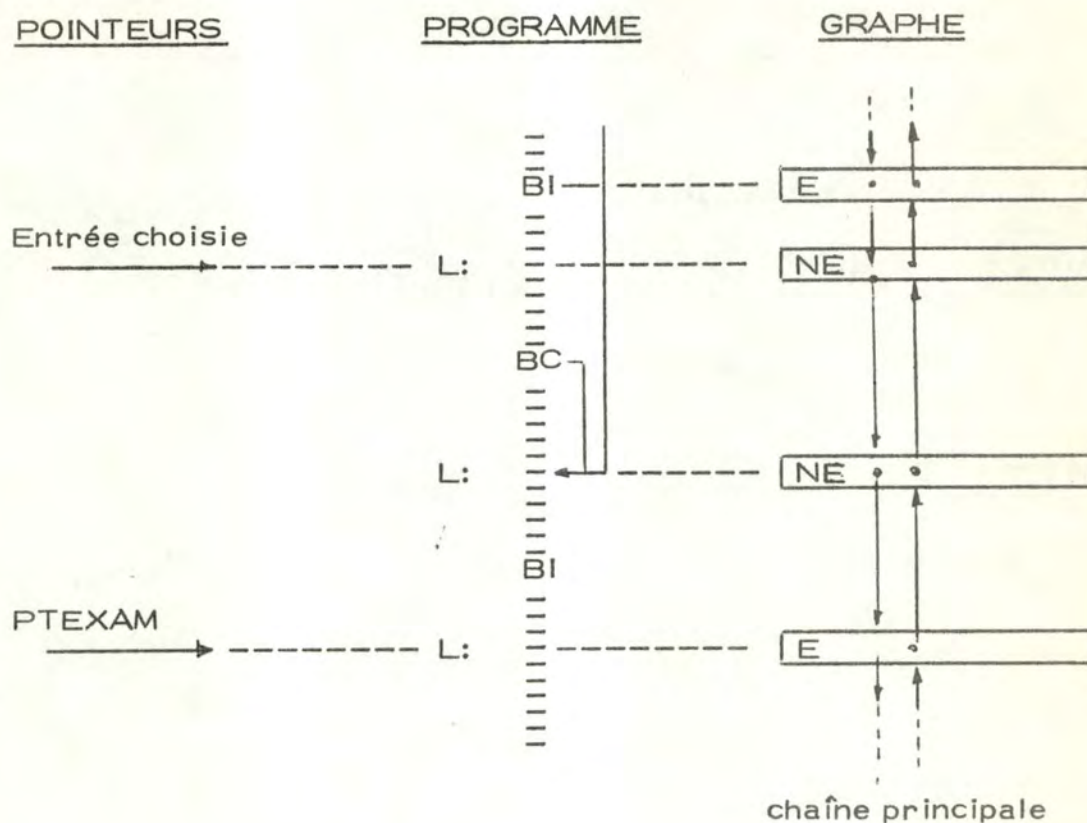 POINTEURS PROGRAMME GRAPHE
BI E
Entrée choisie
L: NE
BC
L: NE
BI
PTEXAM
L: E
chaîne principale